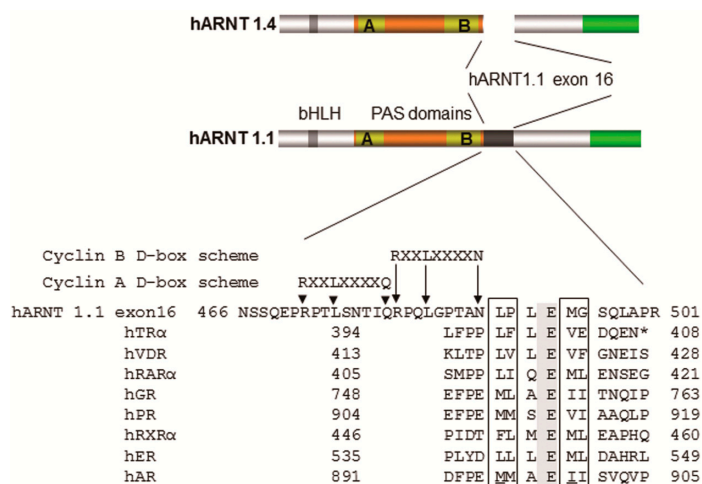 hARNT 1.4 A B
hARNT1.1 exon 16
bHLH PAS domains
hARNT 1.1 A B
Cyclin B D-box scheme RXXLXXXXN
Cyclin A D-box scheme RXXLXXXXQ
hARNT 1.1 exon16 466 NSSQEPRPTLSNTIQRPQLGPTAN LP L E MG SQLAPR 501
hTRα 394 LFPP LF L E VE DQEN* 408
hVDR 413 KLTP LV L E VF GNEIS 428
hRARα 405 SMPP LI Q E ML ENSEG 421
hGR 748 EFPE ML A E II TNQIP 763
hPR 904 EFPE MM S E VI AAQLP 919
hRXRα 446 PIDT FL M E ML EAPHQ 460
hER 535 PLYD LL L E ML DAHRL 549
hAR 891 DFPE MM A E II SVQVP 905